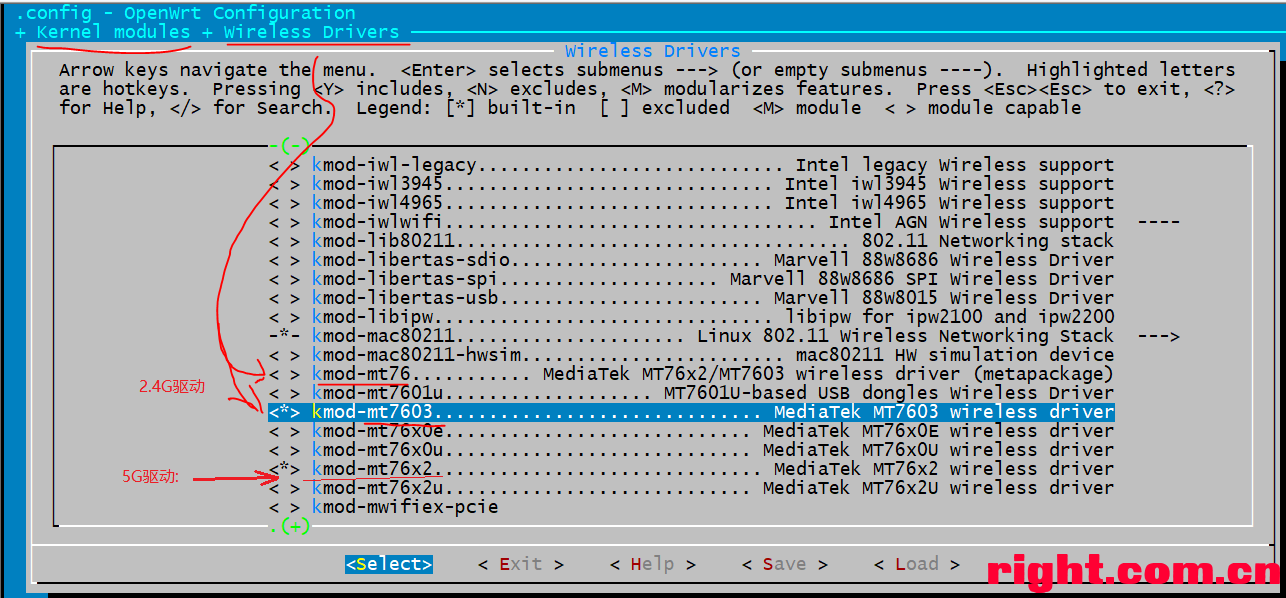 .config - OpenWrt Configuration
+ Kernel modules + Wireless Drivers
Wireless Drivers
Arrow keys navigate the menu.  <Enter> selects submenus ---> (or empty submenus ----).  Highlighted letters
are hotkeys.  Pressing <Y> includes, <N> excludes, <M> modularizes features.  Press <Esc><Esc> to exit, <?>
for Help, </> for Search.  Legend: [*] built-in  [ ] excluded  <M> module  < > module capable
-(-)
< > kmod-iwl-legacy............................ Intel legacy Wireless support
< > kmod-iwl3945.............................. Intel iwl3945 Wireless support
< > kmod-iwl4965.............................. Intel iwl4965 Wireless support
< > kmod-iwlwifi.................................. Intel AGN Wireless support  ----
< > kmod-lib80211.................................... 802.11 Networking stack
< > kmod-libertas-sdio....................... Marvell 88W8686 Wireless Driver
< > kmod-libertas-spi.................... Marvell 88W8686 SPI Wireless Driver
< > kmod-libertas-usb........................ Marvell 88W8015 Wireless Driver
< > kmod-libipw............................. libipw for ipw2100 and ipw2200
-*- kmod-mac80211..................... Linux 802.11 Wireless Networking Stack  --->
< > kmod-mac80211-hwsim........................ mac80211 HW simulation device
< > kmod-mt76........... MediaTek MT76x2/MT7603 wireless driver (metapackage)
2.4G驱动
< > kmod-mt7601u................... MT7601U-based USB dongles Wireless Driver
<*> kmod-mt7603.............................. MediaTek MT7603 wireless driver
< > kmod-mt76x0e............................ MediaTek MT76x0E wireless driver
< > kmod-mt76x0u............................ MediaTek MT76x0U wireless driver
<*> kmod-mt76x2.............................. MediaTek MT76x2 wireless driver
5G驱动:
< > kmod-mt76x2u............................ MediaTek MT76x2U wireless driver
< > kmod-mwifiex-pcie
.(+)
<Select>    < Exit >    < Help >    < Save >    < Load >
right.com.cn